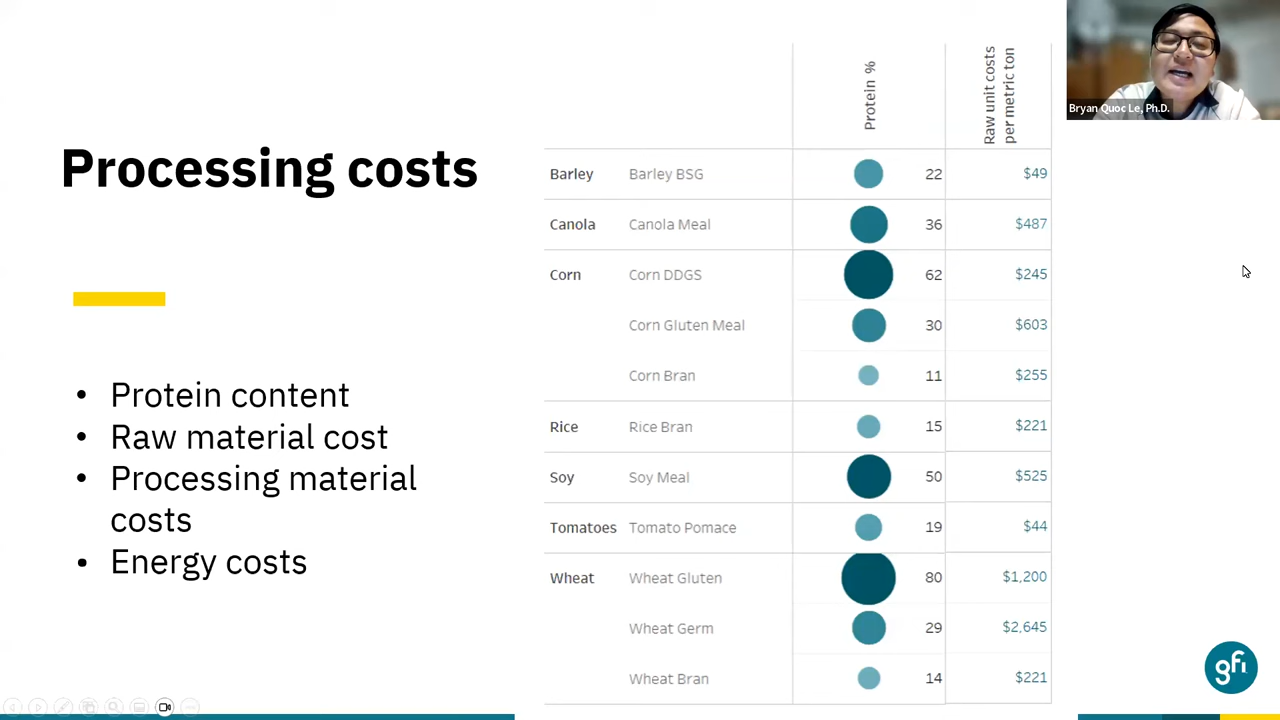 Processing costs
• Protein content
• Raw material cost
• Processing material
costs
• Energy costs
Protein %
Raw unit costs
per metric ton
Barley Barley BSG 22 $49
Canola Canola Meal 36 $487
Corn Corn DDGS 62 $245
Corn Gluten Meal 30 $603
Corn Bran 11 $255
Rice Rice Bran 15 $221
Soy Soy Meal 50 $525
Tomatoes Tomato Pomace 19 $44
Wheat Wheat Gluten 80 $1,200
Wheat Germ 29 $2,645
Wheat Bran 14 $221
Bryan Quoc Le, Ph.D.
gfi